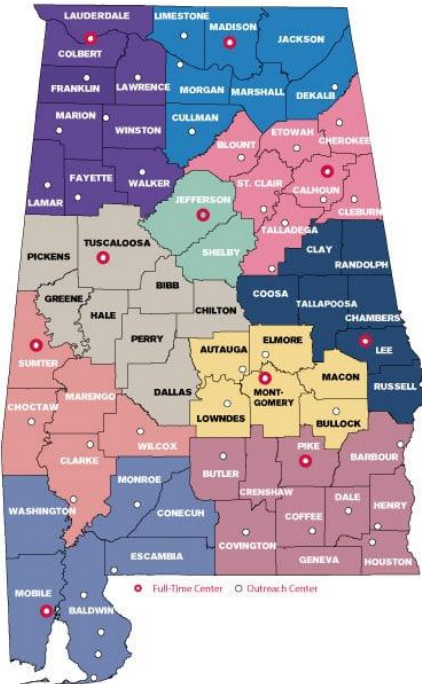 LAUDERDALE
LIMESTONE
MADISON
JACKSON
COLBERT
FRANKLIN
LAWRENCE
MORGAN
MARSHALL
DEKALB
MARION
WINSTON
CULLMAN
ETOWAH
CHEROKEE
BLOUNT
FAYETTE
WALKER
LAMAR
JEFFERSON
ST. CLAIR
CALHOUN
CLEBURN
TALLADEGA
TUSCALOOSA
PICKENS
SHELBY
CLAY
RANDOLPH
BIBB
GREENE
HALE
CHILTON
COOSA
TALLAPOOSA
CHAMBERS
PERRY
AUTAUGA
ELMORE
LEE
SUMTER
MARENGO
DALLAS
MONT-
GOMERY
MACON
RUSSELL
CHOCTAW
LOWNDES
BULLOCK
WILCOX
CLARKE
BUTLER
PIKE
BARBOUR
MONROE
CRENSHAW
WASHINGTON
CONECUH
COFFEE
DALE
HENRY
COVINGTON
ESCAMBIA
GENEVA
HOUSTON
MOBILE
BALDWIN
Full-Time Center
Outreach Center